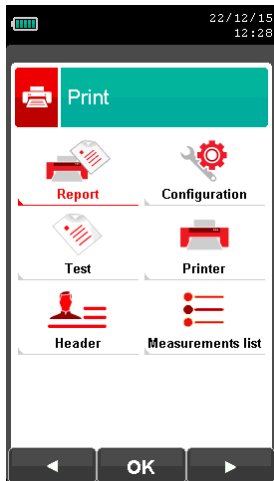 22/12/15
12:28
Print
Report
Configuration
Test
Printer
Header
Measurements list
OK